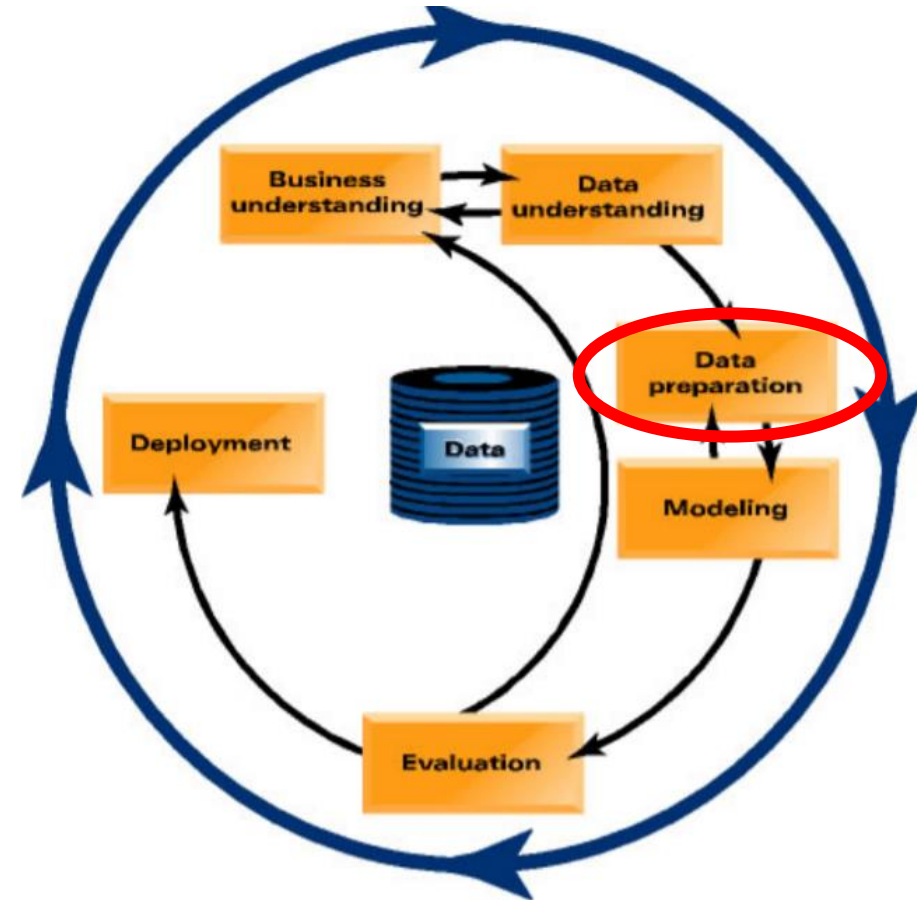 Business
understanding
Data
understanding
Data
preparation
Deployment
Data
Modeling
Evaluation